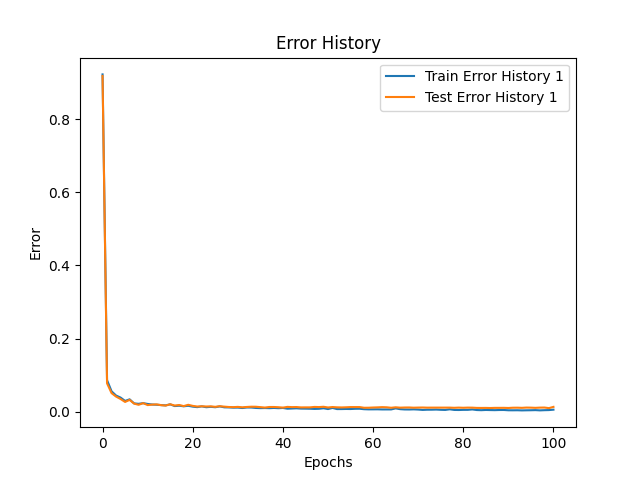 Error History
Train Error History 1
Test Error History 1
0.8
0.6
0.4
0.2
0.0
Error
0 20 40 60 80 100
Epochs